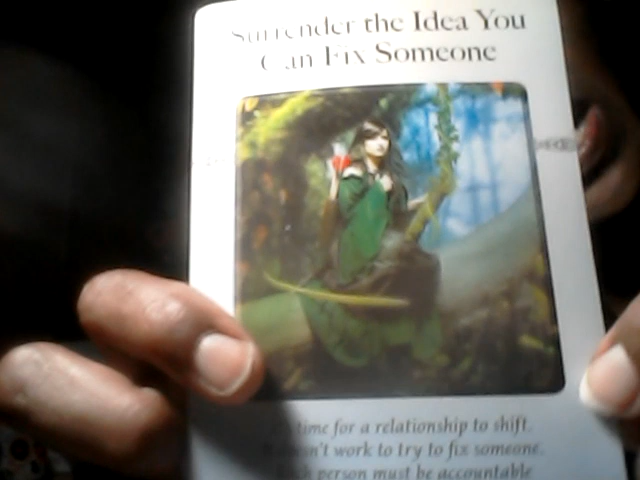 Surrender the Idea You
Can Fix Someone
time for a relationship to shift.
work to try to fix someone.
person must be accountable